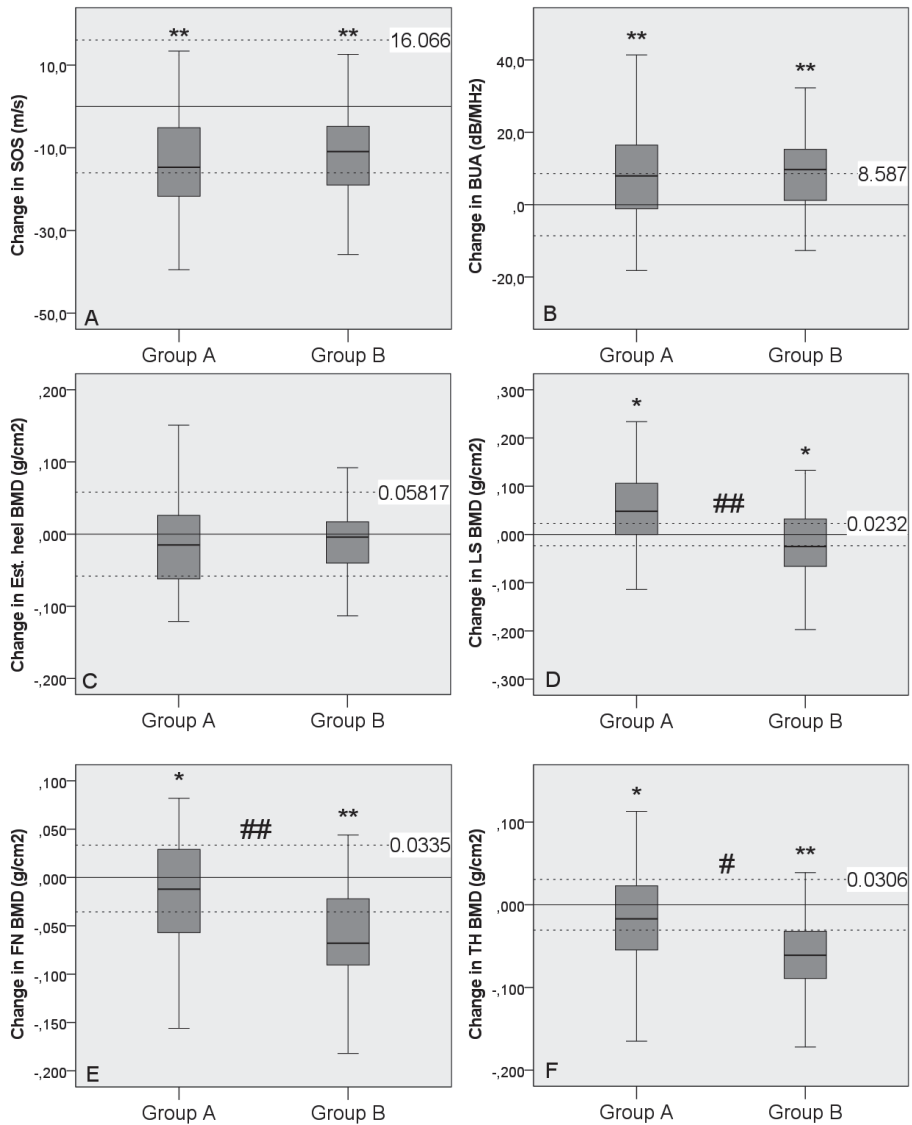 ** **
16.066
10,0
-10,0
-30,0
-50,0
Change in SOS (m/s)
A
Group A Group B
** **
40,0
20,0
,0
-20,0
8.587
Change in BUA (dB/MHz)
B
Group A Group B
,200
,100
,000
-,100
-,200
0.05817
Change in Est. heel BMD (g/cm2)
C
Group A Group B
* *
##
,300
,200
,100
,000
-,100
-,200
-,300
0.0232
Change in LS BMD (g/cm2)
D
Group A Group B
* **
##
,100
,050
,000
-,050
-,100
-,150
-,200
0.0335
Change in FN BMD (g/cm2)
E
Group A Group B
* **
#
,100
,000
-,100
-,200
0.0306
Change in TH BMD (g/cm2)
F
Group A Group B